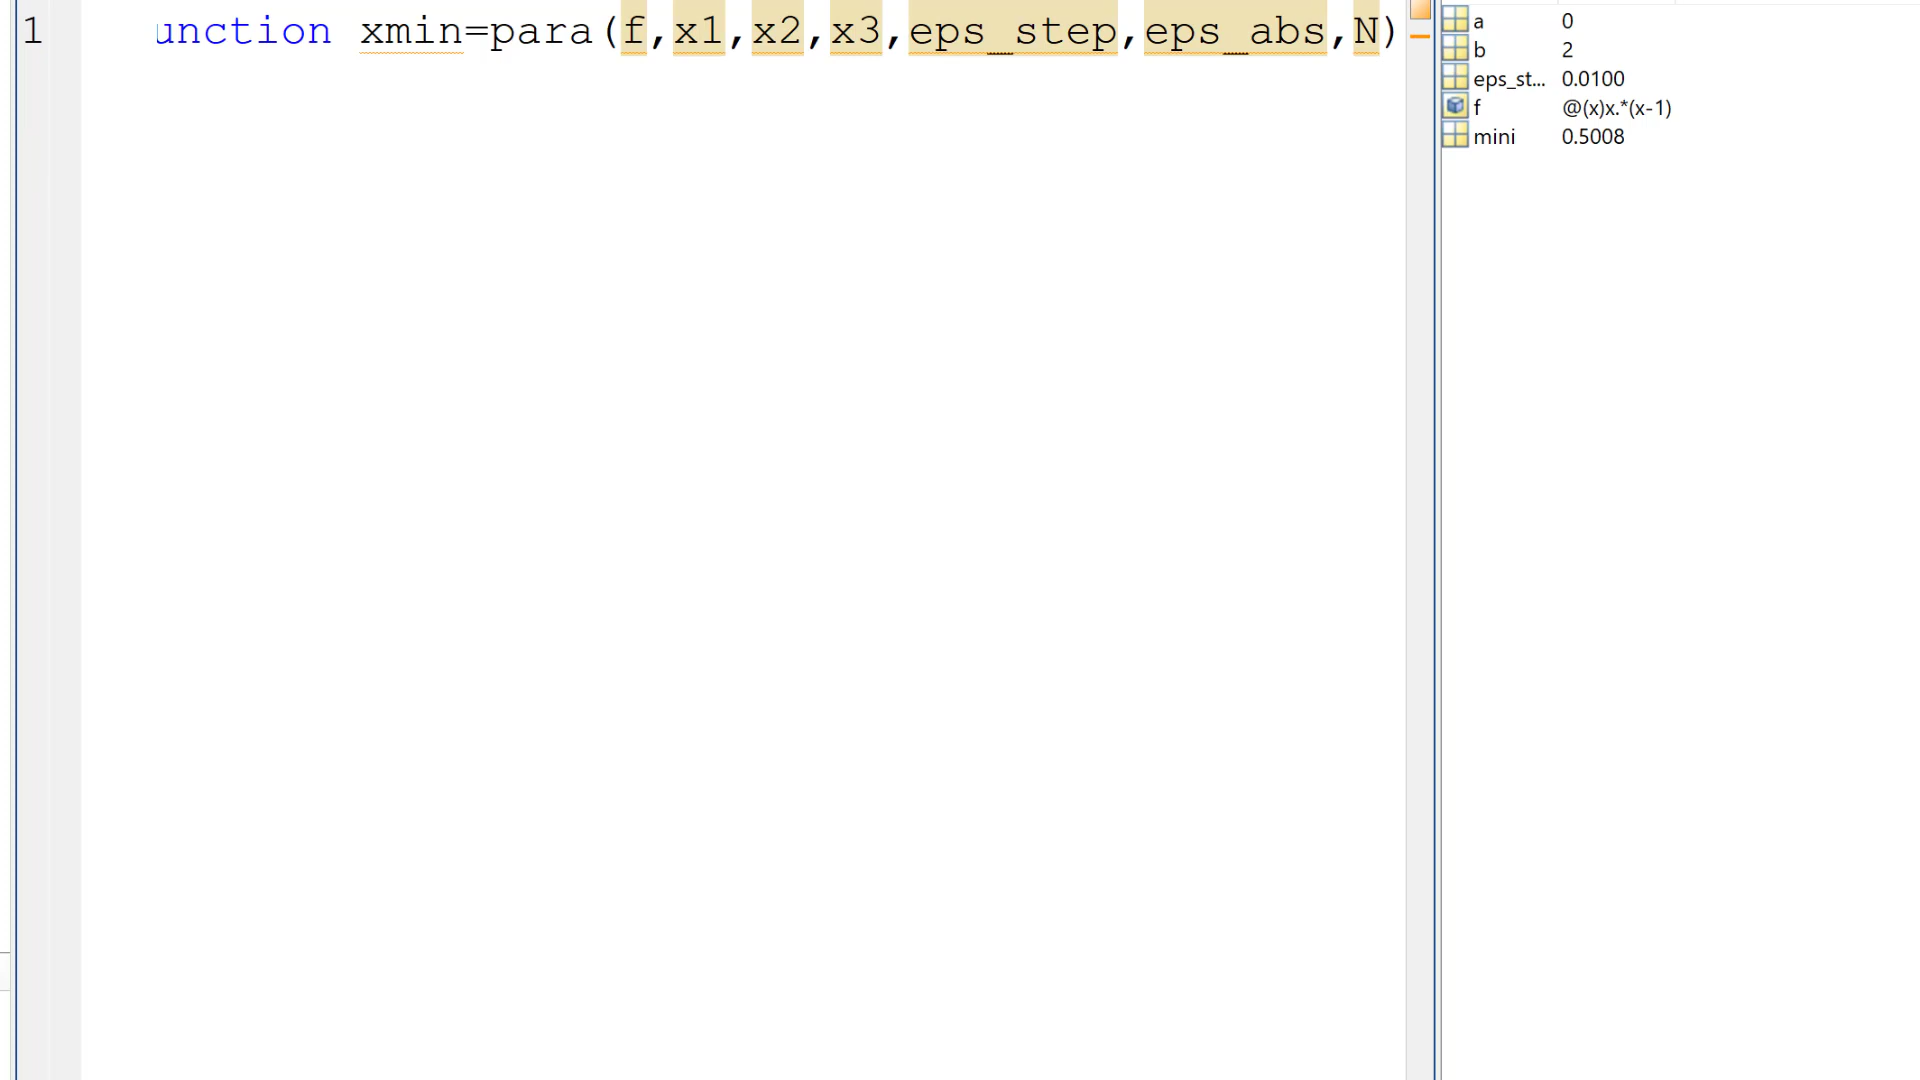 1 unction xmin=para(f,x1,x2,x3,eps_step,eps_abs,N)
a 0
b 2
eps_st... 0.0100
f @(x)x.*(x-1)
mini 0.5008